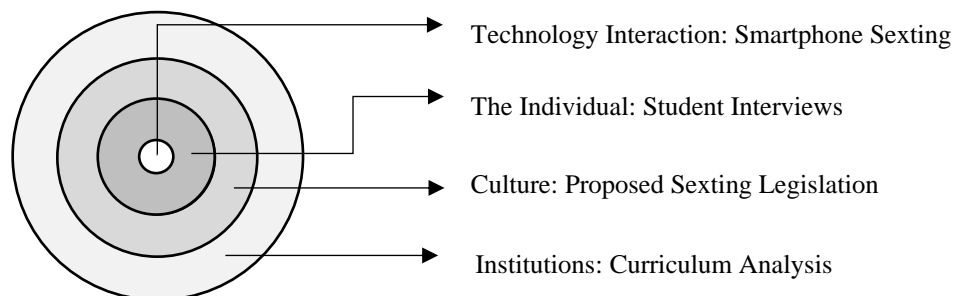 Technology Interaction: Smartphone Sexting
The Individual: Student Interviews
Culture: Proposed Sexting Legislation
Institutions: Curriculum Analysis